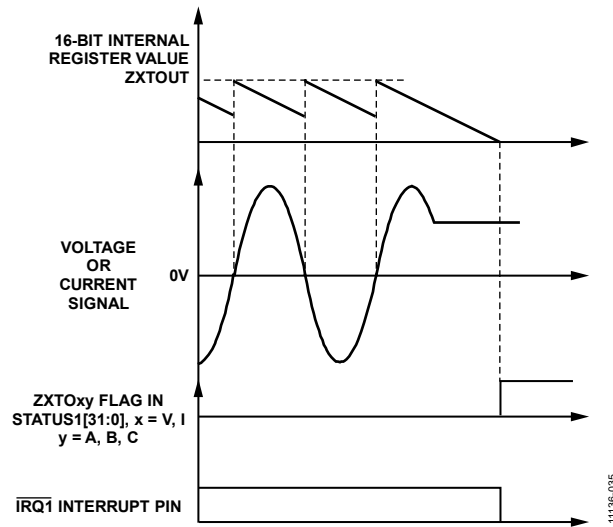 16-BIT INTERNAL
REGISTER VALUE
ZXTOUT
VOLTAGE
OR
CURRENT
SIGNAL
0V
ZXTOxy FLAG IN
STATUS1[31:0], x = V, I
y = A, B, C
IRQ1 INTERRUPT PIN
11136-035